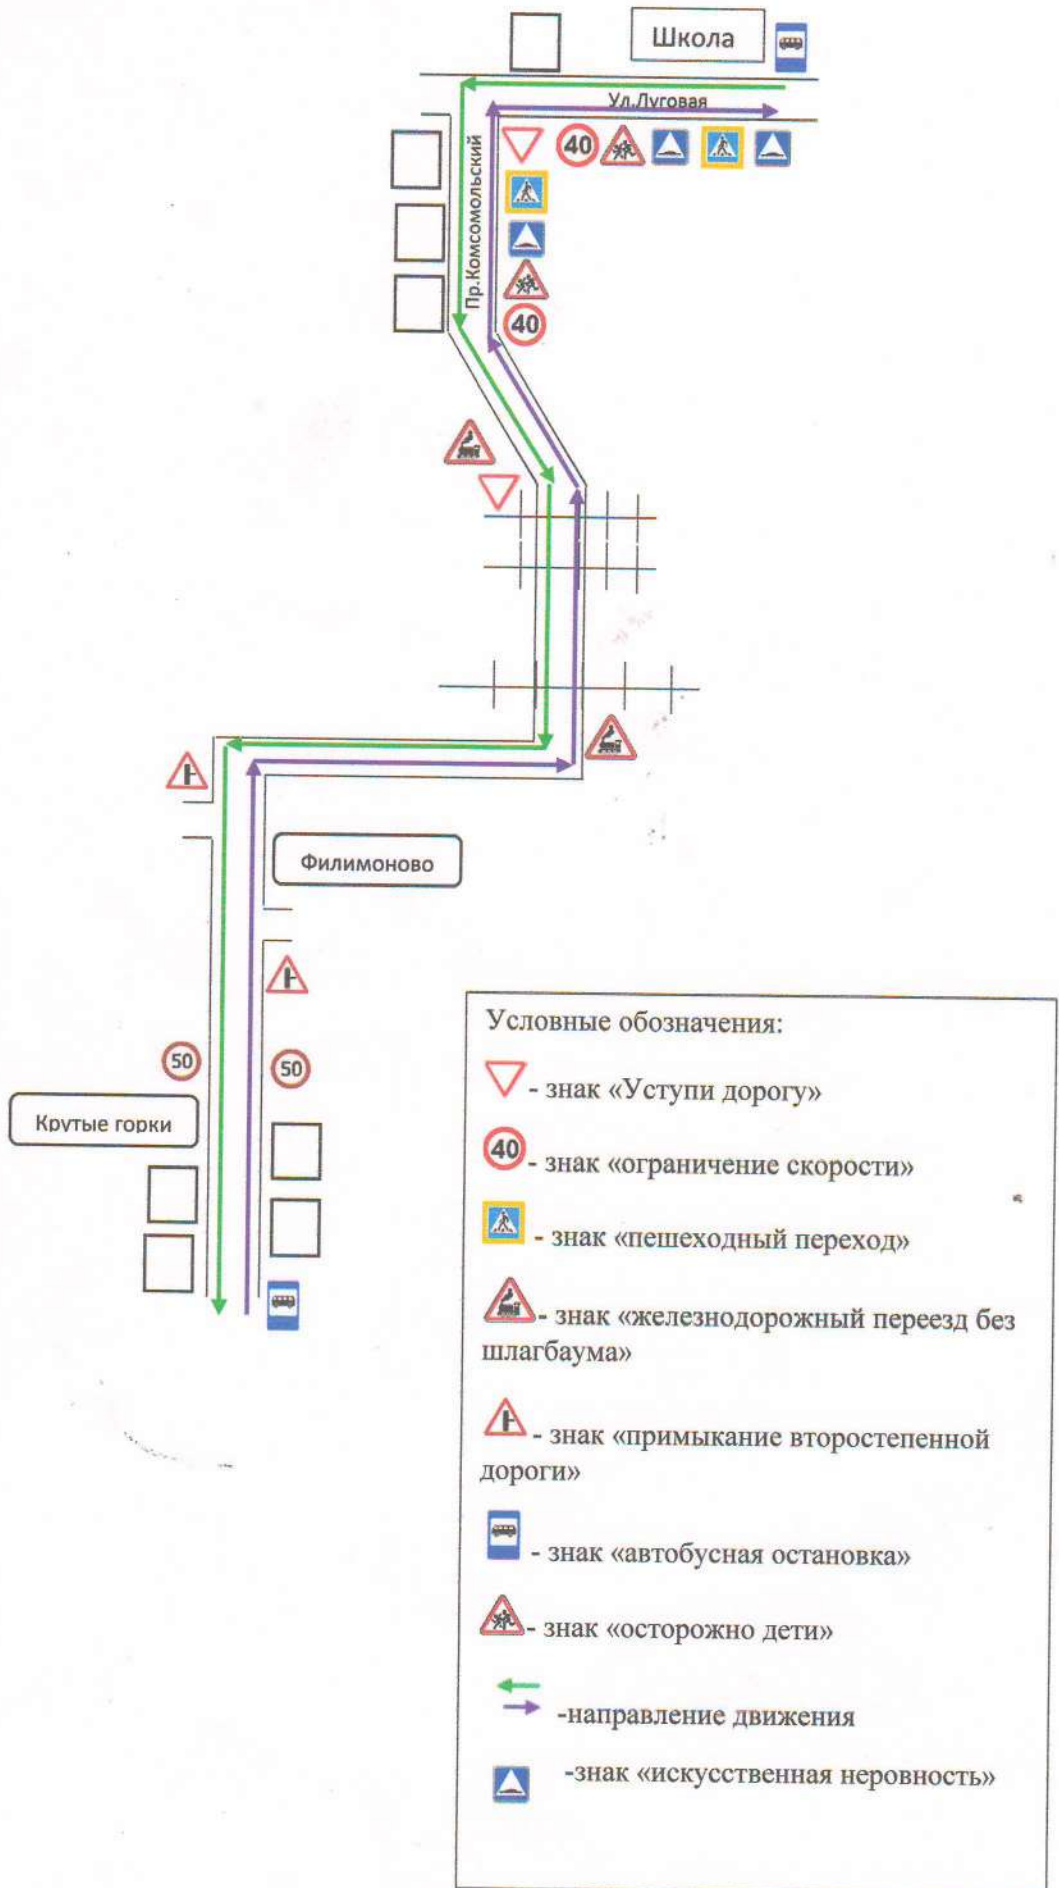 Школа
Ул.Луговая
40
Пр.Комсомольский
40
Филимоново
50
50
Крутые горки
Условные обозначения:
- знак «Уступи дорогу»
40 - знак «ограничение скорости»
- знак «пешеходный переход»
- знак «железнодорожный переезд без
шлагбаума»
- знак «примыкание второстепенной
дороги»
- знак «автобусная остановка»
- знак «осторожно дети»
-направление движения
-знак «искусственная неровность»